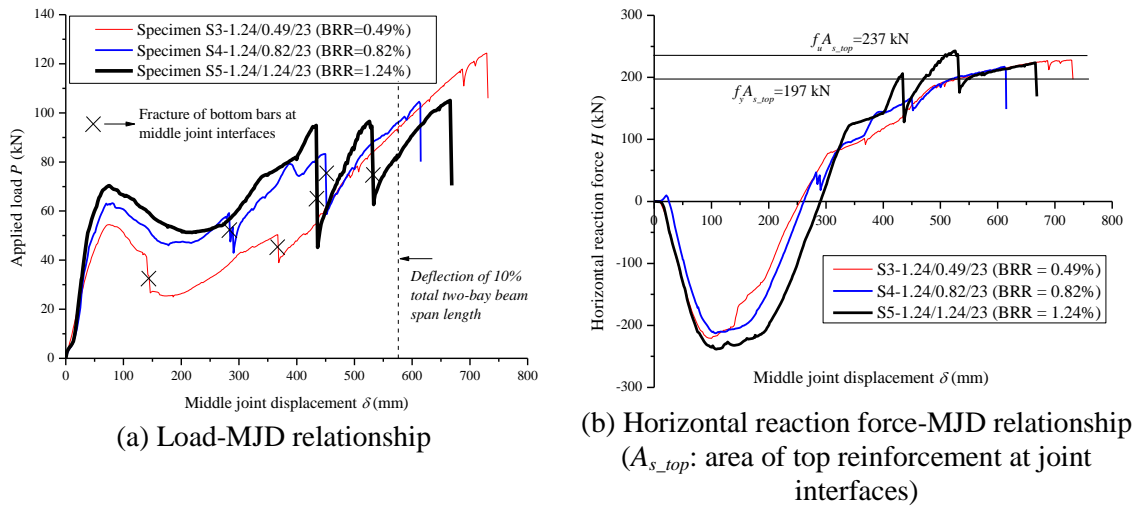 Specimen S3-1.24/0.49/23 (BRR=0.49%)
Specimen S4-1.24/0.82/23 (BRR=0.82%)
Specimen S5-1.24/1.24/23 (BRR=1.24%)
Fracture of bottom bars at
middle joint interfaces
Deflection of 10%
total two-bay beam
span length
140
120
100
80
60
40
20
0
0 100 200 300 400 500 600 700 800
Applied load P (kN)
Middle joint displacement δ (mm)
(a) Load-MJD relationship
300
200
100
0
-100
-200
-300
0 100 200 300 400 500 600 700 800
Horizontal reaction force H (kN)
f_u A_{s_top}=237 kN
f_y A_{s_top}=197 kN
S3-1.24/0.49/23 (BRR = 0.49%)
S4-1.24/0.82/23 (BRR = 0.82%)
S5-1.24/1.24/23 (BRR = 1.24%)
Middle joint displacement δ (mm)
(b) Horizontal reaction force-MJD relationship
(A_{s_top}: area of top reinforcement at joint
interfaces)